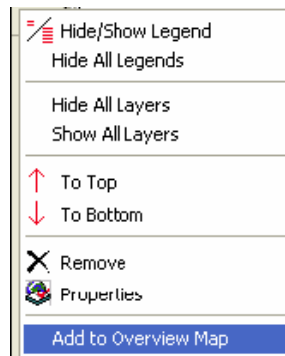 Hide/Show Legend
Hide All Legends
Hide All Layers
Show All Layers
To Top
To Bottom
Remove
Properties
Add to Overview Map